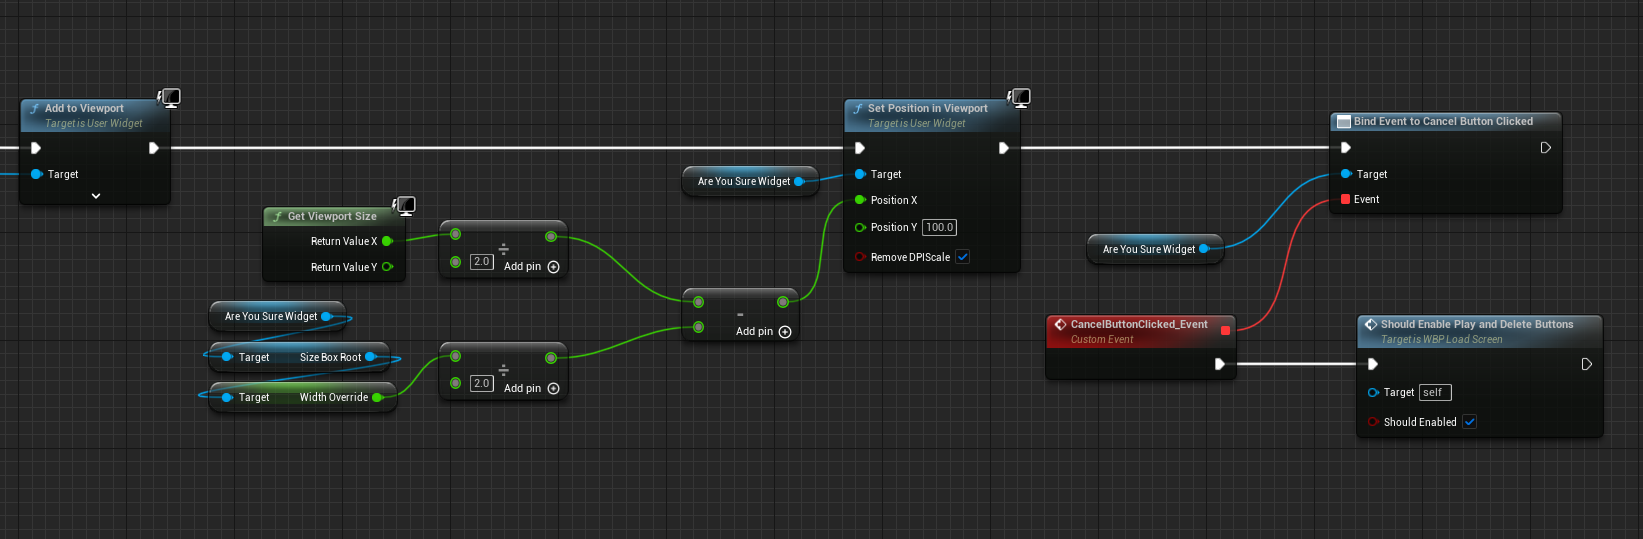 Add to Viewport
Target is User Widget
Target
Get Viewport Size
Return Value X
Return Value Y
÷
2.0
Add pin
Are You Sure Widget
Target Size Box Root
Target Width Override
÷
2.0
Add pin
-
Add pin
Are You Sure Widget
Set Position in Viewport
Target is User Widget
Target
Position X
Position Y 100.0
Remove DPIScale
Are You Sure Widget
Bind Event to Cancel Button Clicked
Target
Event
CancelButtonClicked_Event
Custom Event
Should Enable Play and Delete Buttons
Target is WBP Load Screen
Target self
Should Enabled